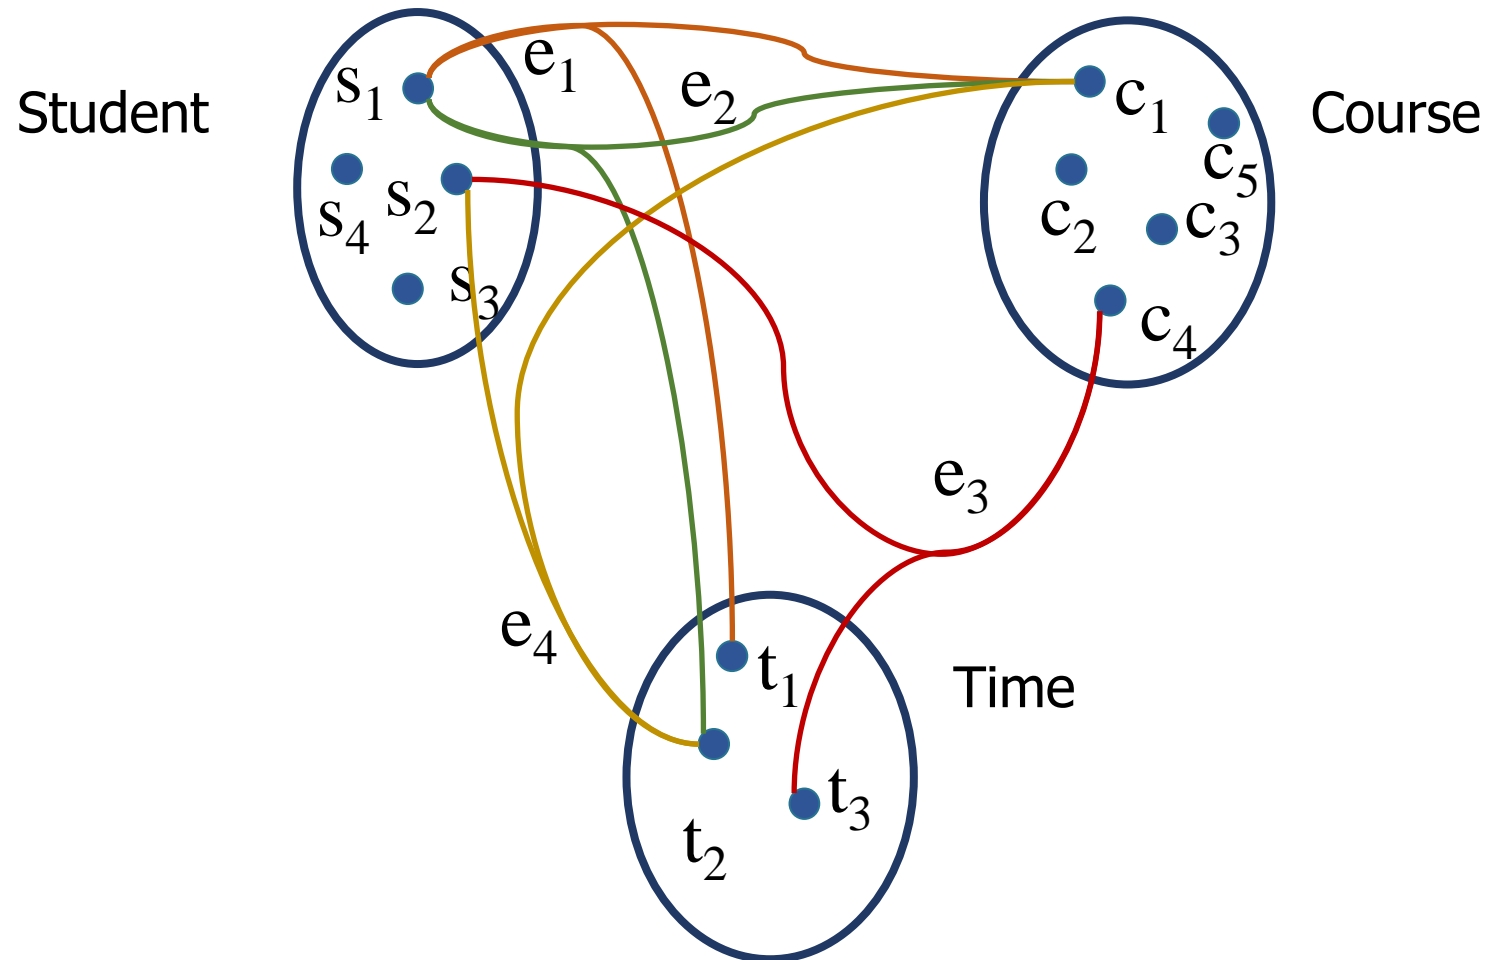 Student
s₁
s₄
s₂
s₃
e₁
e₂
c₁
c₅
c₂
c₃
c₄
Course
e₃
e₄
t₁
t₃
t₂
Time